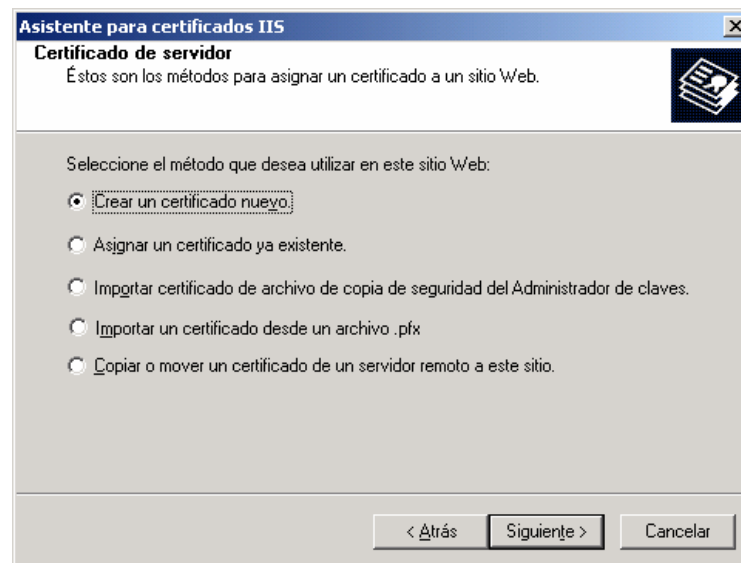 Asistente para certificados IIS
Certificado de servidor
Éstos son los métodos para asignar un certificado a un sitio Web.
Seleccione el método que desea utilizar en este sitio Web:
Crear un certificado nuevo.
Asignar un certificado ya existente.
Importar certificado de archivo de copia de seguridad del Administrador de claves.
Importar un certificado desde un archivo .pfx
Copiar o mover un certificado de un servidor remoto a este sitio.
< Atrás Siguiente > Cancelar